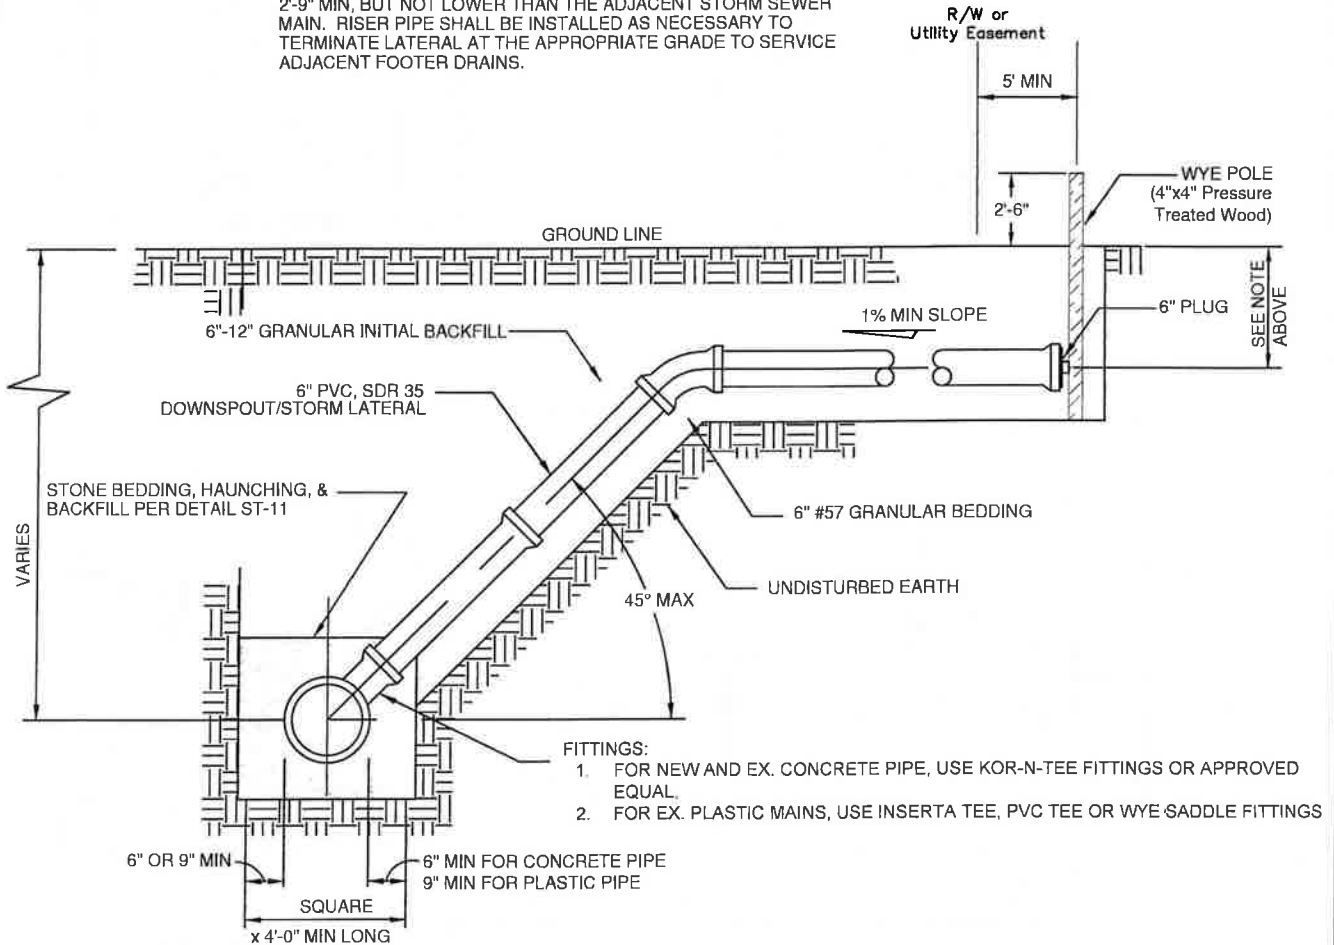 2'-9" MIN, BUT NOT LOWER THAN THE ADJACENT STORM SEWER
MAIN. RISER PIPE SHALL BE INSTALLED AS NECESSARY TO
TERMINATE LATERAL AT THE APPROPRIATE GRADE TO SERVICE
ADJACENT FOOTER DRAINS.
R/W or
Utility Easement
5' MIN
WYE POLE
(4"x4" Pressure
Treated Wood)
2'-6"
GROUND LINE
SEE NOTE
ABOVE
1% MIN SLOPE
6" PLUG
6"-12" GRANULAR INITIAL BACKFILL
6" PVC, SDR 35
DOWNSPOUT/STORM LATERAL
STONE BEDDING, HAUNCHING, &
BACKFILL PER DETAIL ST-11
6" #57 GRANULAR BEDDING
VARIES
UNDISTURBED EARTH
45° MAX
FITTINGS:
1. FOR NEW AND EX. CONCRETE PIPE, USE KOR-N-TEE FITTINGS OR APPROVED
EQUAL.
2. FOR EX. PLASTIC MAINS, USE INSERTA TEE, PVC TEE OR WYE SADDLE FITTINGS
6" OR 9" MIN
6" MIN FOR CONCRETE PIPE
9" MIN FOR PLASTIC PIPE
SQUARE
x 4'-0" MIN LONG